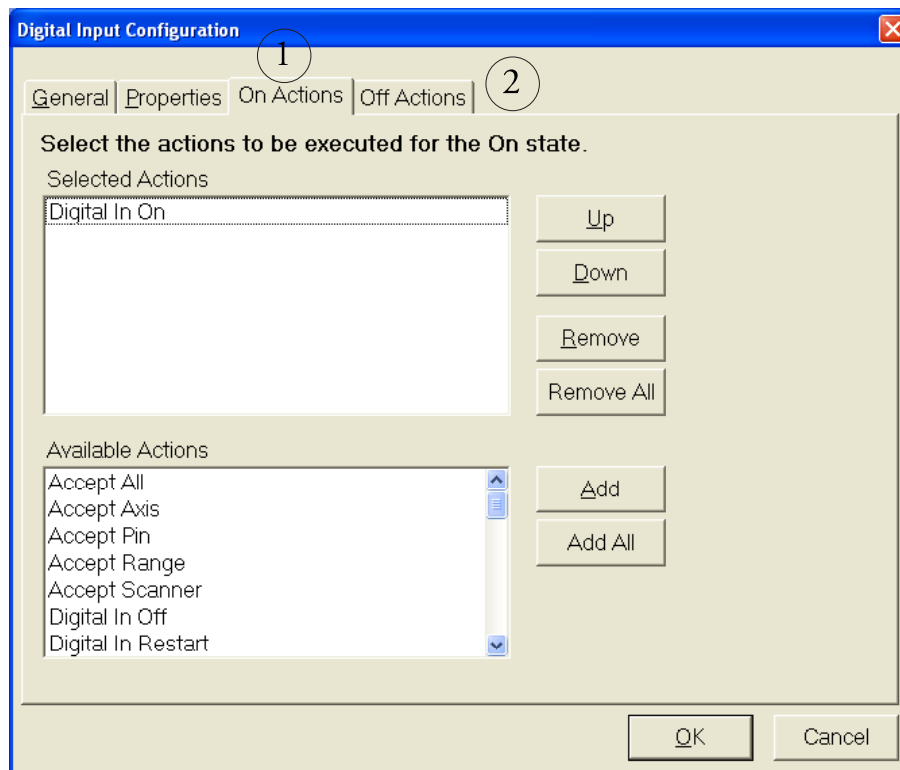 Digital Input Configuration
1
2
General Properties On Actions Off Actions
Select the actions to be executed for the On state.
Selected Actions
Digital In On
Up
Down
Remove
Remove All
Available Actions
Accept All
Accept Axis
Accept Pin
Accept Range
Accept Scanner
Digital In Off
Digital In Restart
Add
Add All
OK Cancel